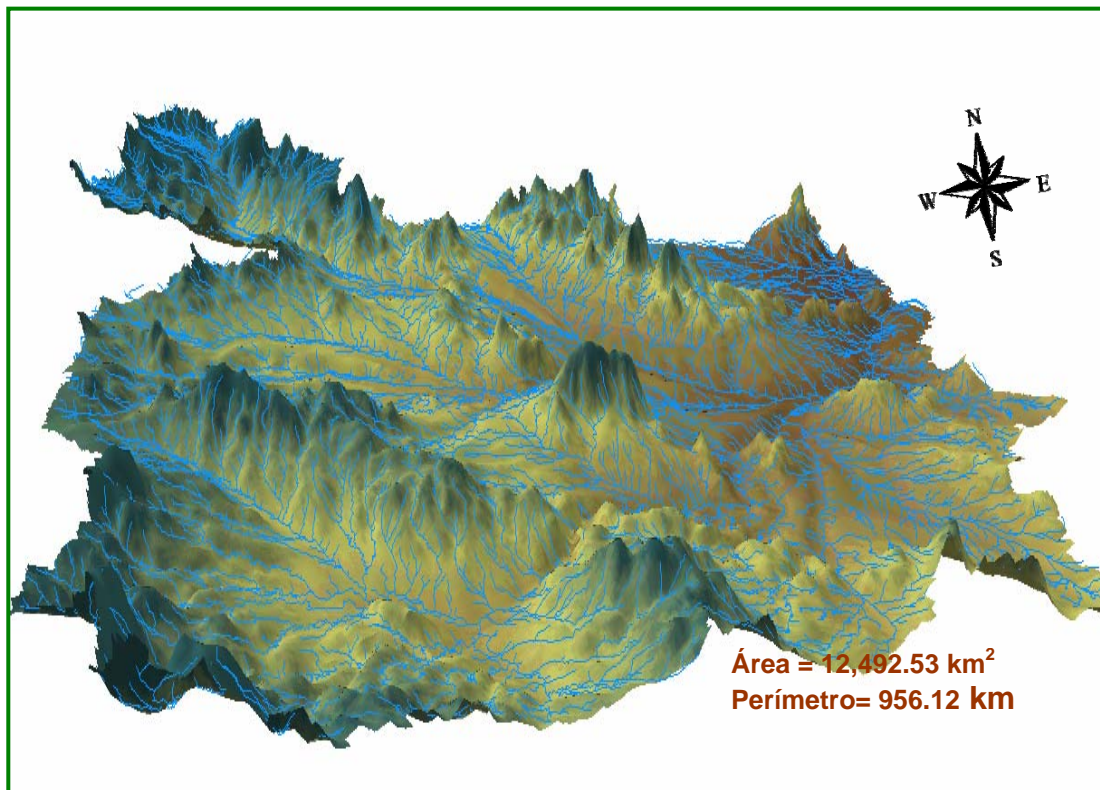 N
W E
S
Área = 12,492.53 km²
Perímetro= 956.12 km